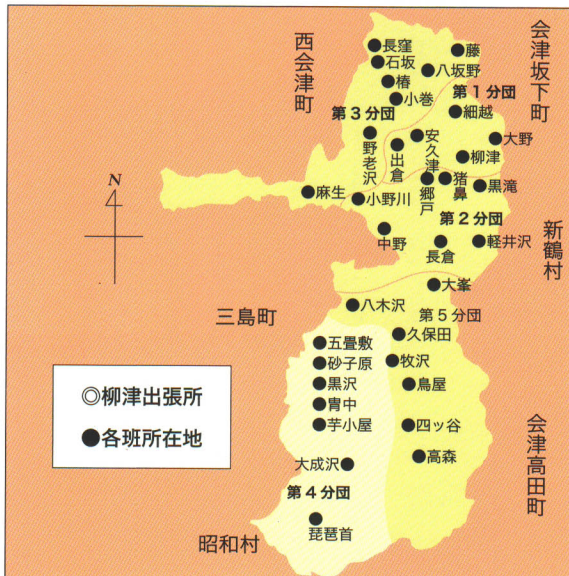 西会津町
会津坂下町
長窪
藤
石坂
八坂野
椿
小巻
第1分団
細越
第3分団
野老沢
出倉
安久津
大野
柳津
麻生
小野川
郷戸
猪鼻
黒滝
第2分団
中野
長倉
軽井沢
新鶴村
N
大峯
三島町
八木沢
第5分団
久保田
五畳敷
砂子原
牧沢
黒沢
鳥屋
冑中
芋小屋
四ッ谷
◎柳津出張所
●各班所在地
大成沢
高森
会津高田町
第4分団
琵琶首
昭和村